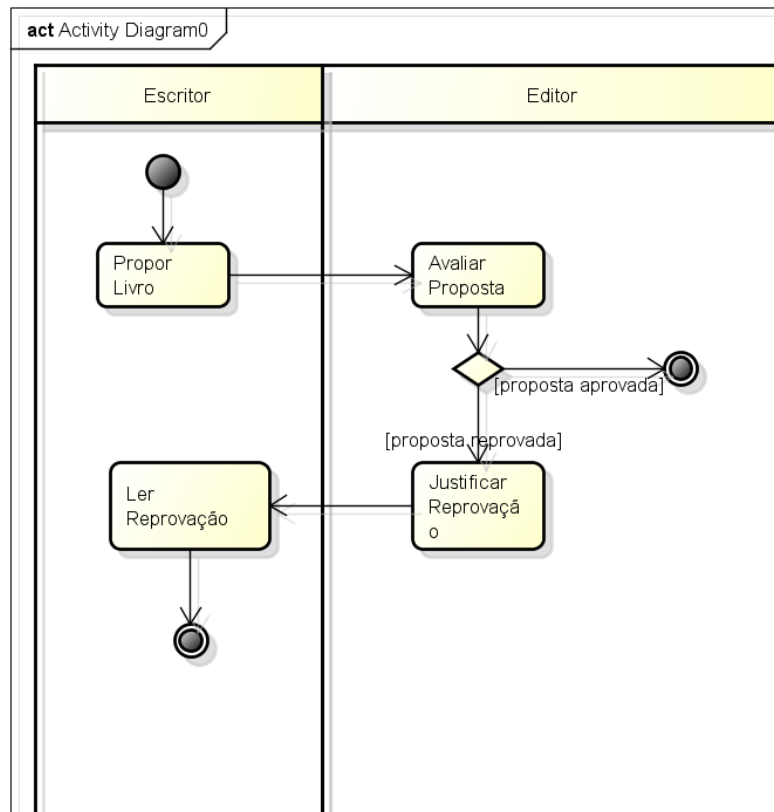 act Activity Diagram0
Escritor
Editor
Propor
Livro
Avaliar
Proposta
[proposta aprovada]
[proposta reprovada]
Ler
Reprovação
Justificar
Reprovaçã
o